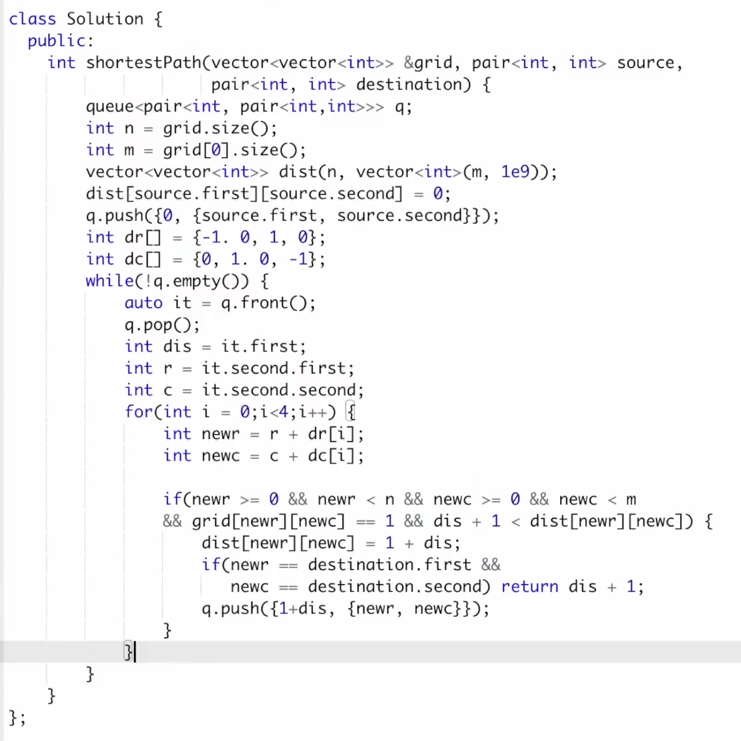 class Solution {
  public:
    int shortestPath(vector<vector<int>> &grid, pair<int, int> source,
                     pair<int, int> destination) {
        queue<pair<int, pair<int,int>>> q;
        int n = grid.size();
        int m = grid[0].size();
        vector<vector<int>> dist(n, vector<int>(m, 1e9));
        dist[source.first][source.second] = 0;
        q.push({0, {source.first, source.second}});
        int dr[] = {-1. 0, 1, 0};
        int dc[] = {0, 1. 0, -1};
        while(!q.empty()) {
            auto it = q.front();
            q.pop();
            int dis = it.first;
            int r = it.second.first;
            int c = it.second.second;
            for(int i = 0;i<4;i++) {
                int newr = r + dr[i];
                int newc = c + dc[i];

                if(newr >= 0 && newr < n && newc >= 0 && newc < m
                && grid[newr][newc] == 1 && dis + 1 < dist[newr][newc]) {
                    dist[newr][newc] = 1 + dis;
                    if(newr == destination.first &&
                       newc == destination.second) return dis + 1;
                    q.push({1+dis, {newr, newc}});
                }
            }
        }
    }
};